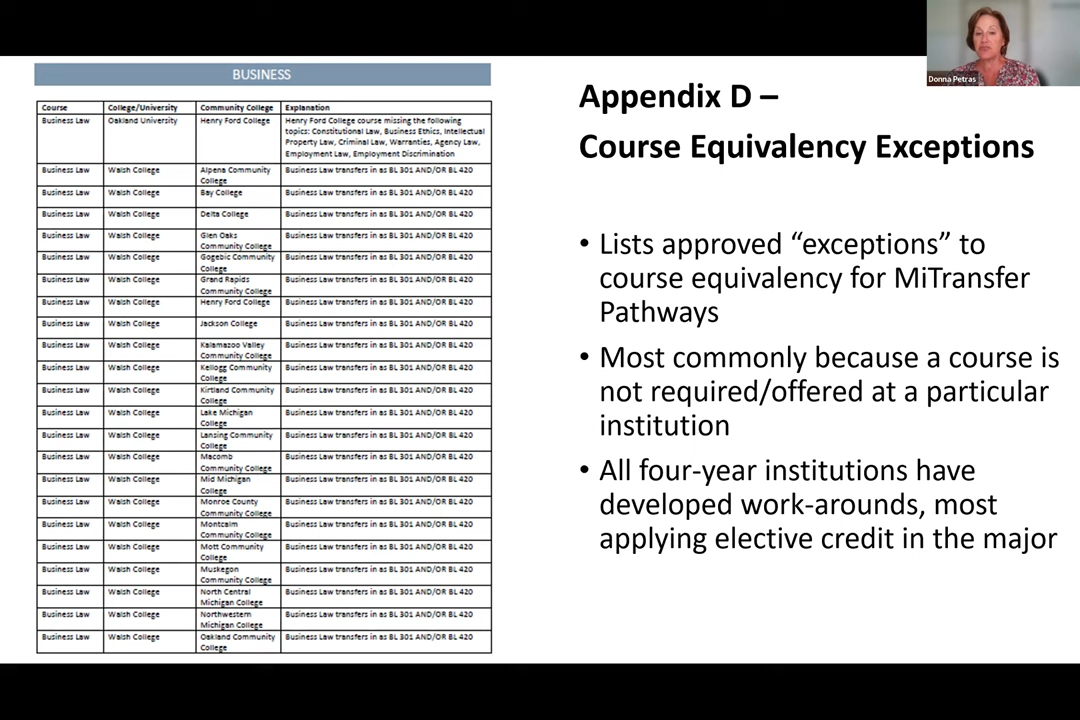 Donna Petras
BUSINESS
Course College/University Community College Explanation
Business Law Oakland University Henry Ford College Henry Ford College course missing the following
topics: Constitutional Law, Business Ethics, Intellectual
Property Law, Criminal Law, Warranties, Agency Law,
Employment Law, Employment Discrimination
Business Law Walsh College Alpena Community Business Law transfers in as BL 301 AND/OR BL 420
College
Business Law Walsh College Bay College Business Law transfers in as BL 301 AND/OR BL 420
Business Law Walsh College Delta College Business Law transfers in as BL 301 AND/OR BL 420
Business Law Walsh College Glen Oaks Business Law transfers in as BL 301 AND/OR BL 420
Community College
Business Law Walsh College Gogebic Community Business Law transfers in as BL 301 AND/OR BL 420
College
Business Law Walsh College Grand Rapids Business Law transfers in as BL 301 AND/OR BL 420
Community College
Business Law Walsh College Henry Ford College Business Law transfers in as BL 301 AND/OR BL 420
Business Law Walsh College Jackson College Business Law transfers in as BL 301 AND/OR BL 420
Business Law Walsh College Kalamazoo Valley Business Law transfers in as BL 301 AND/OR BL 420
Community College
Business Law Walsh College Kellogg Community Business Law transfers in as BL 301 AND/OR BL 420
College
Business Law Walsh College Kirtland Community Business Law transfers in as BL 301 AND/OR BL 420
College
Business Law Walsh College Lake Michigan Business Law transfers in as BL 301 AND/OR BL 420
College
Business Law Walsh College Lansing Community Business Law transfers in as BL 301 AND/OR BL 420
College
Business Law Walsh College Macomb Business Law transfers in as BL 301 AND/OR BL 420
Community College
Business Law Walsh College Mid Michigan Business Law transfers in as BL 301 AND/OR BL 420
College
Business Law Walsh College Monroe County Business Law transfers in as BL 301 AND/OR BL 420
Community College
Business Law Walsh College Montcalm Business Law transfers in as BL 301 AND/OR BL 420
Community College
Business Law Walsh College Mott Community Business Law transfers in as BL 301 AND/OR BL 420
College
Business Law Walsh College Muskegon Business Law transfers in as BL 301 AND/OR BL 420
Community College
Business Law Walsh College North Central Business Law transfers in as BL 301 AND/OR BL 420
Michigan College
Business Law Walsh College Northwestern Business Law transfers in as BL 301 AND/OR BL 420
Michigan College
Business Law Walsh College Oakland Community Business Law transfers in as BL 301 AND/OR BL 420
College
Appendix D –
Course Equivalency Exceptions
• Lists approved “exceptions” to
course equivalency for MiTransfer
Pathways
• Most commonly because a course is
not required/offered at a particular
institution
• All four-year institutions have
developed work-arounds, most
applying elective credit in the major